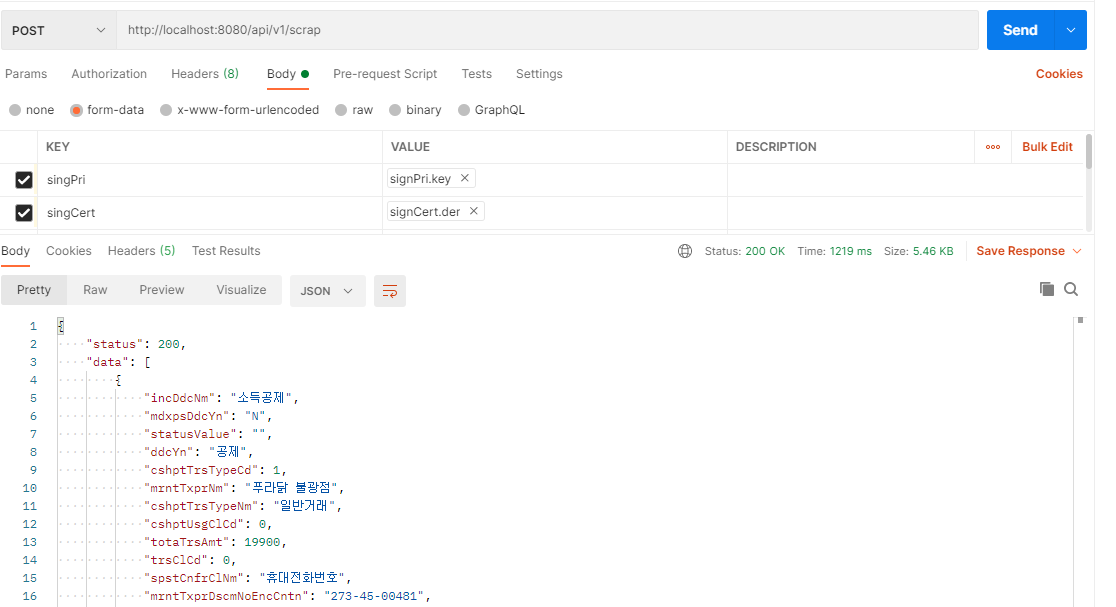 POST http://localhost:8080/api/v1/scrap Send
Params Authorization Headers (8) Body Pre-request Script Tests Settings Cookies
none form-data x-www-form-urlencoded raw binary GraphQL
KEY VALUE DESCRIPTION ooo Bulk Edit
singPri signPri.key ×
singCert signCert.der ×
Body Cookies Headers (5) Test Results Status: 200 OK Time: 1219 ms Size: 5.46 KB Save Response
Pretty Raw Preview Visualize JSON
1 {
2 "status": 200,
3 "data": [
4 {
5 "incDdcNm": "소득공제",
6 "mdxpsDdcYn": "N",
7 "statusValue": "",
8 "ddcYn": "공제",
9 "cshptTrsTypeCd": 1,
10 "mrntTxprNm": "푸라닭 불광점",
11 "cshptTrsTypeNm": "일반거래",
12 "cshptUsgClCd": 0,
13 "totaTrsAmt": 19900,
14 "trsClCd": 0,
15 "spstCnfrClNm": "휴대전화번호",
16 "mrntTxprDscmNoEncCntn": "273-45-00481",